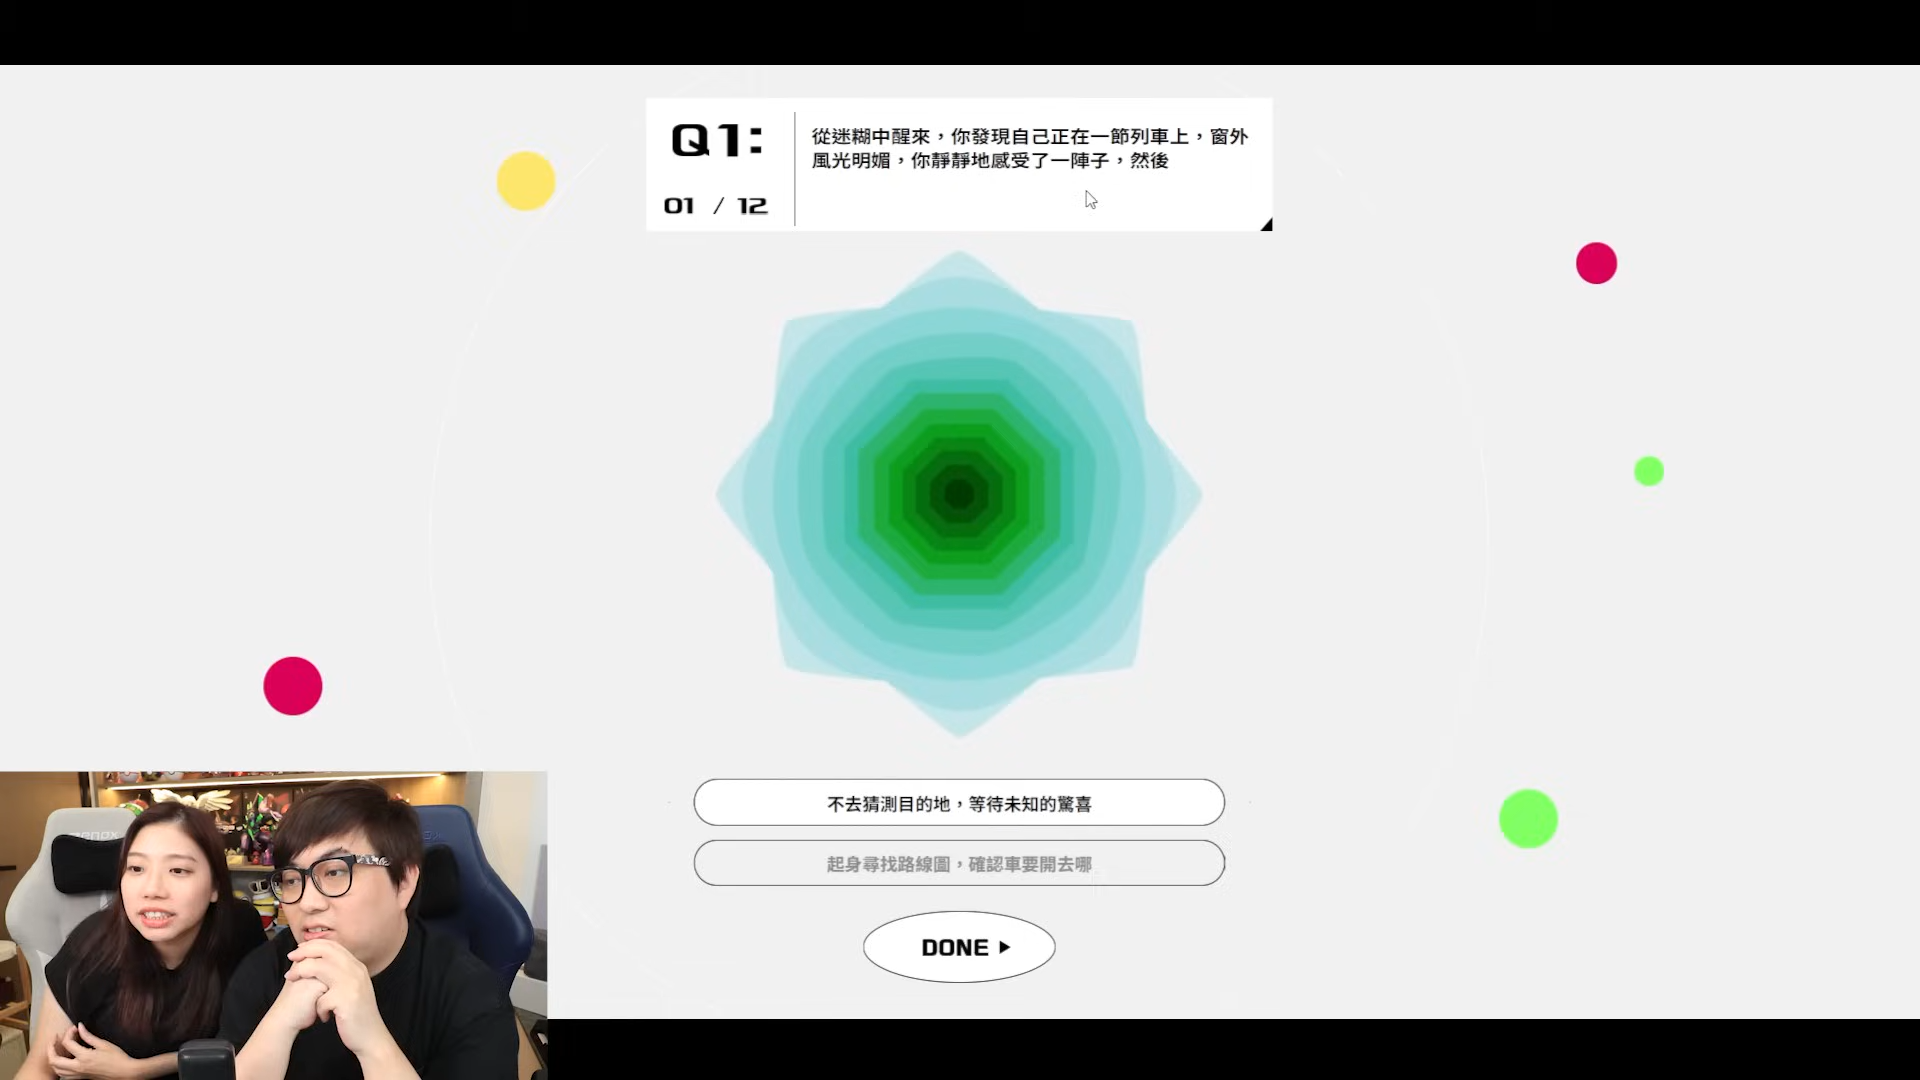 Q1:
01 / 12
從迷糊中醒來，你發現自己正在一節列車上，窗外
風光明媚，你靜靜地感受了一陣子，然後
不去猜測目的地，等待未知的驚喜
起身尋找路線圖，確認車要開去哪
DONE